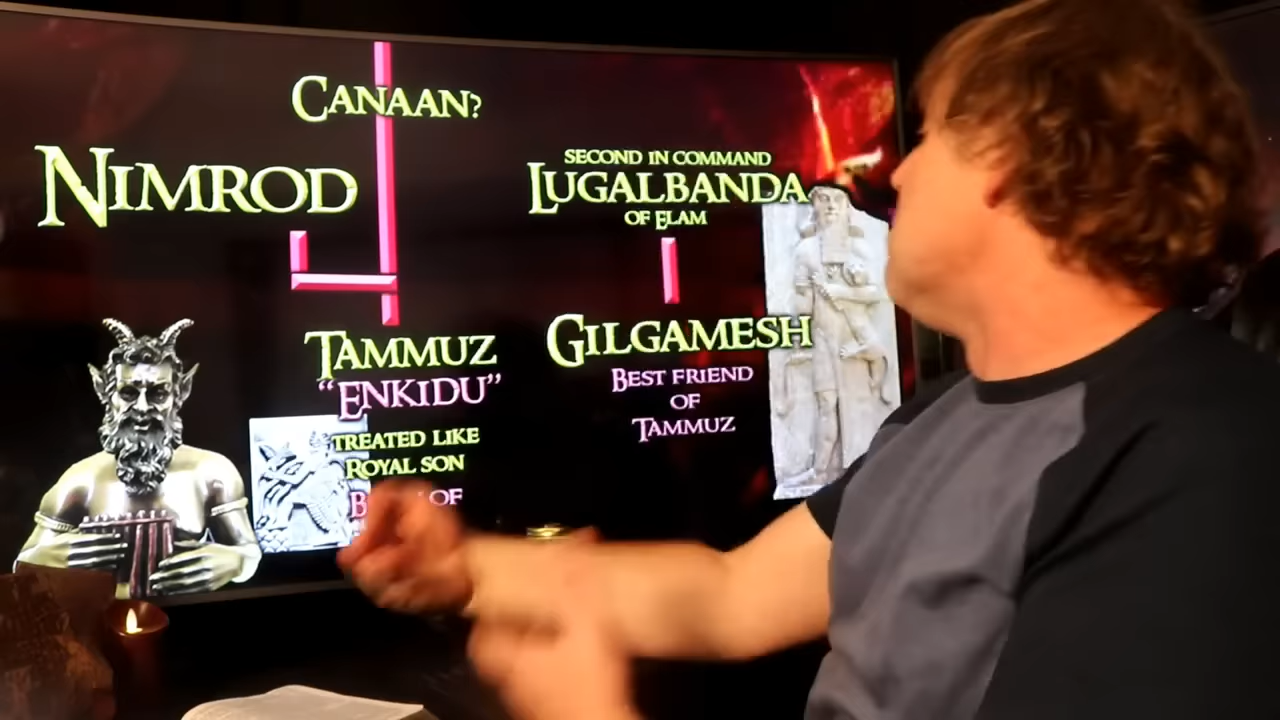 CANAAN?
NIMROD
SECOND IN COMMAND
LUGALBANDA
OF ELAM
TAMMUZ
"ENKIDU"
TREATED LIKE
ROYAL SON
OF
GILGAMESH
BEST FRIEND
OF
TAMMUZ